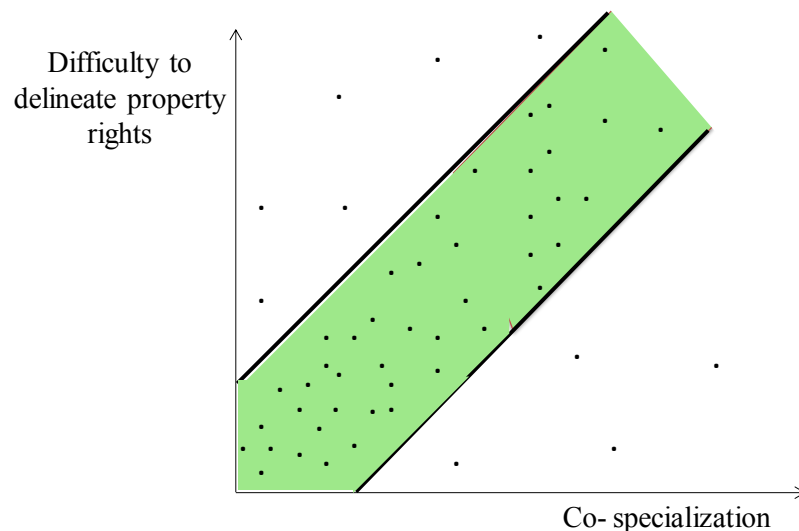 Difficulty to
delineate property
rights
Co- specialization